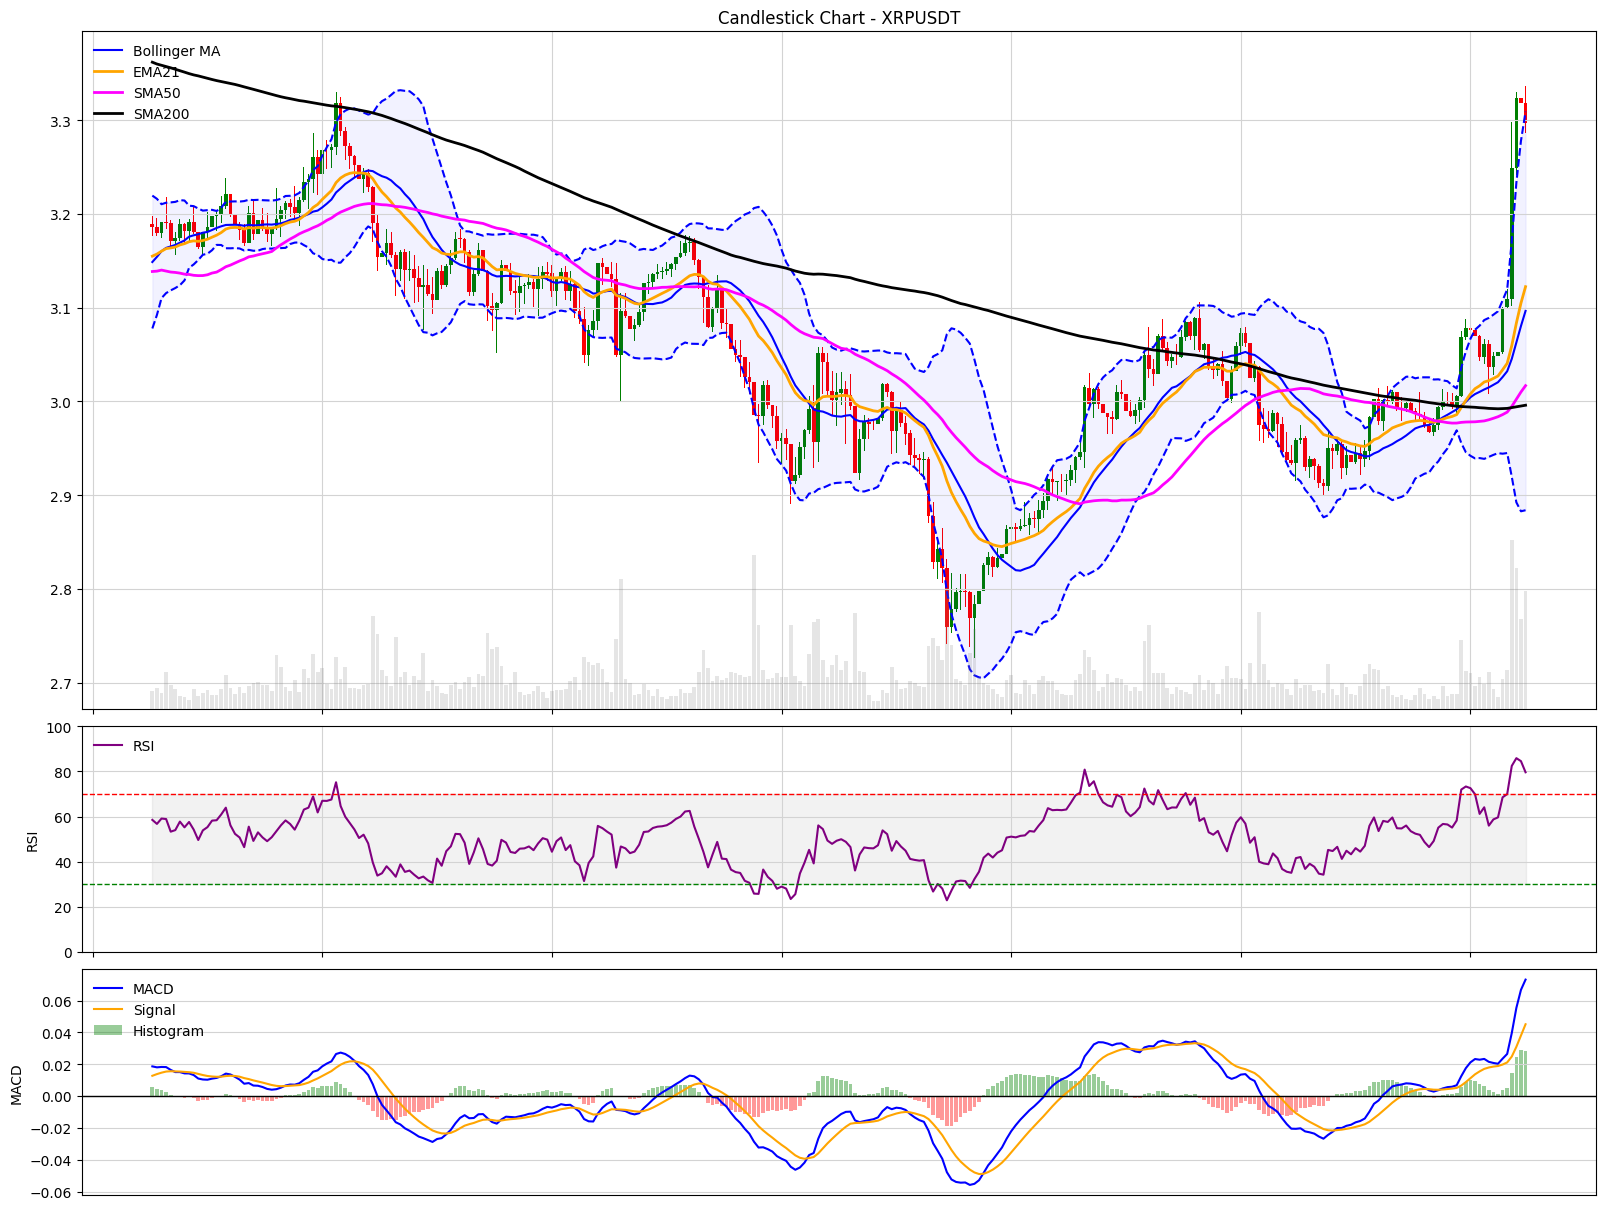 Candlestick Chart - XRPUSDT
Bollinger MA
EMA21
SMA50
SMA200
3.3
3.2
3.1
3.0
2.9
2.8
2.7
RSI
100
80
60
40
20
0
RSI
MACD
Signal
Histogram
0.06
0.04
0.02
0.00
−0.02
−0.04
−0.06
MACD